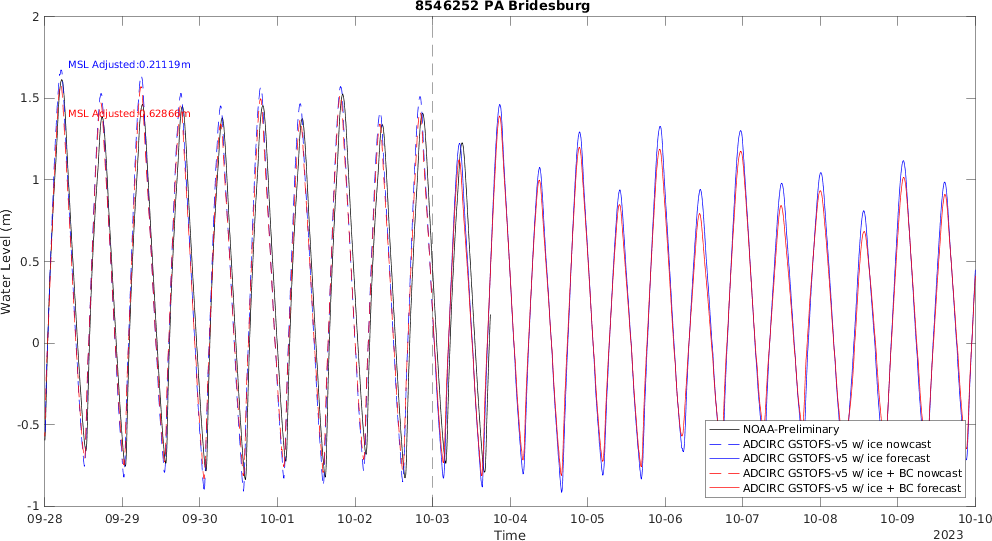 8546252 PA Bridesburg
2
MSL Adjusted:0.21119m
1.5
MSL Adjusted:0.62866m
1
0.5
0
-0.5
-1
Water Level (m)
NOAA-Preliminary
ADCIRC GSTOFS-v5 w/ ice nowcast
ADCIRC GSTOFS-v5 w/ ice forecast
ADCIRC GSTOFS-v5 w/ ice + BC nowcast
ADCIRC GSTOFS-v5 w/ ice + BC forecast
09-28 09-29 09-30 10-01 10-02 10-03 10-04 10-05 10-06 10-07 10-08 10-09 10-10
Time
2023